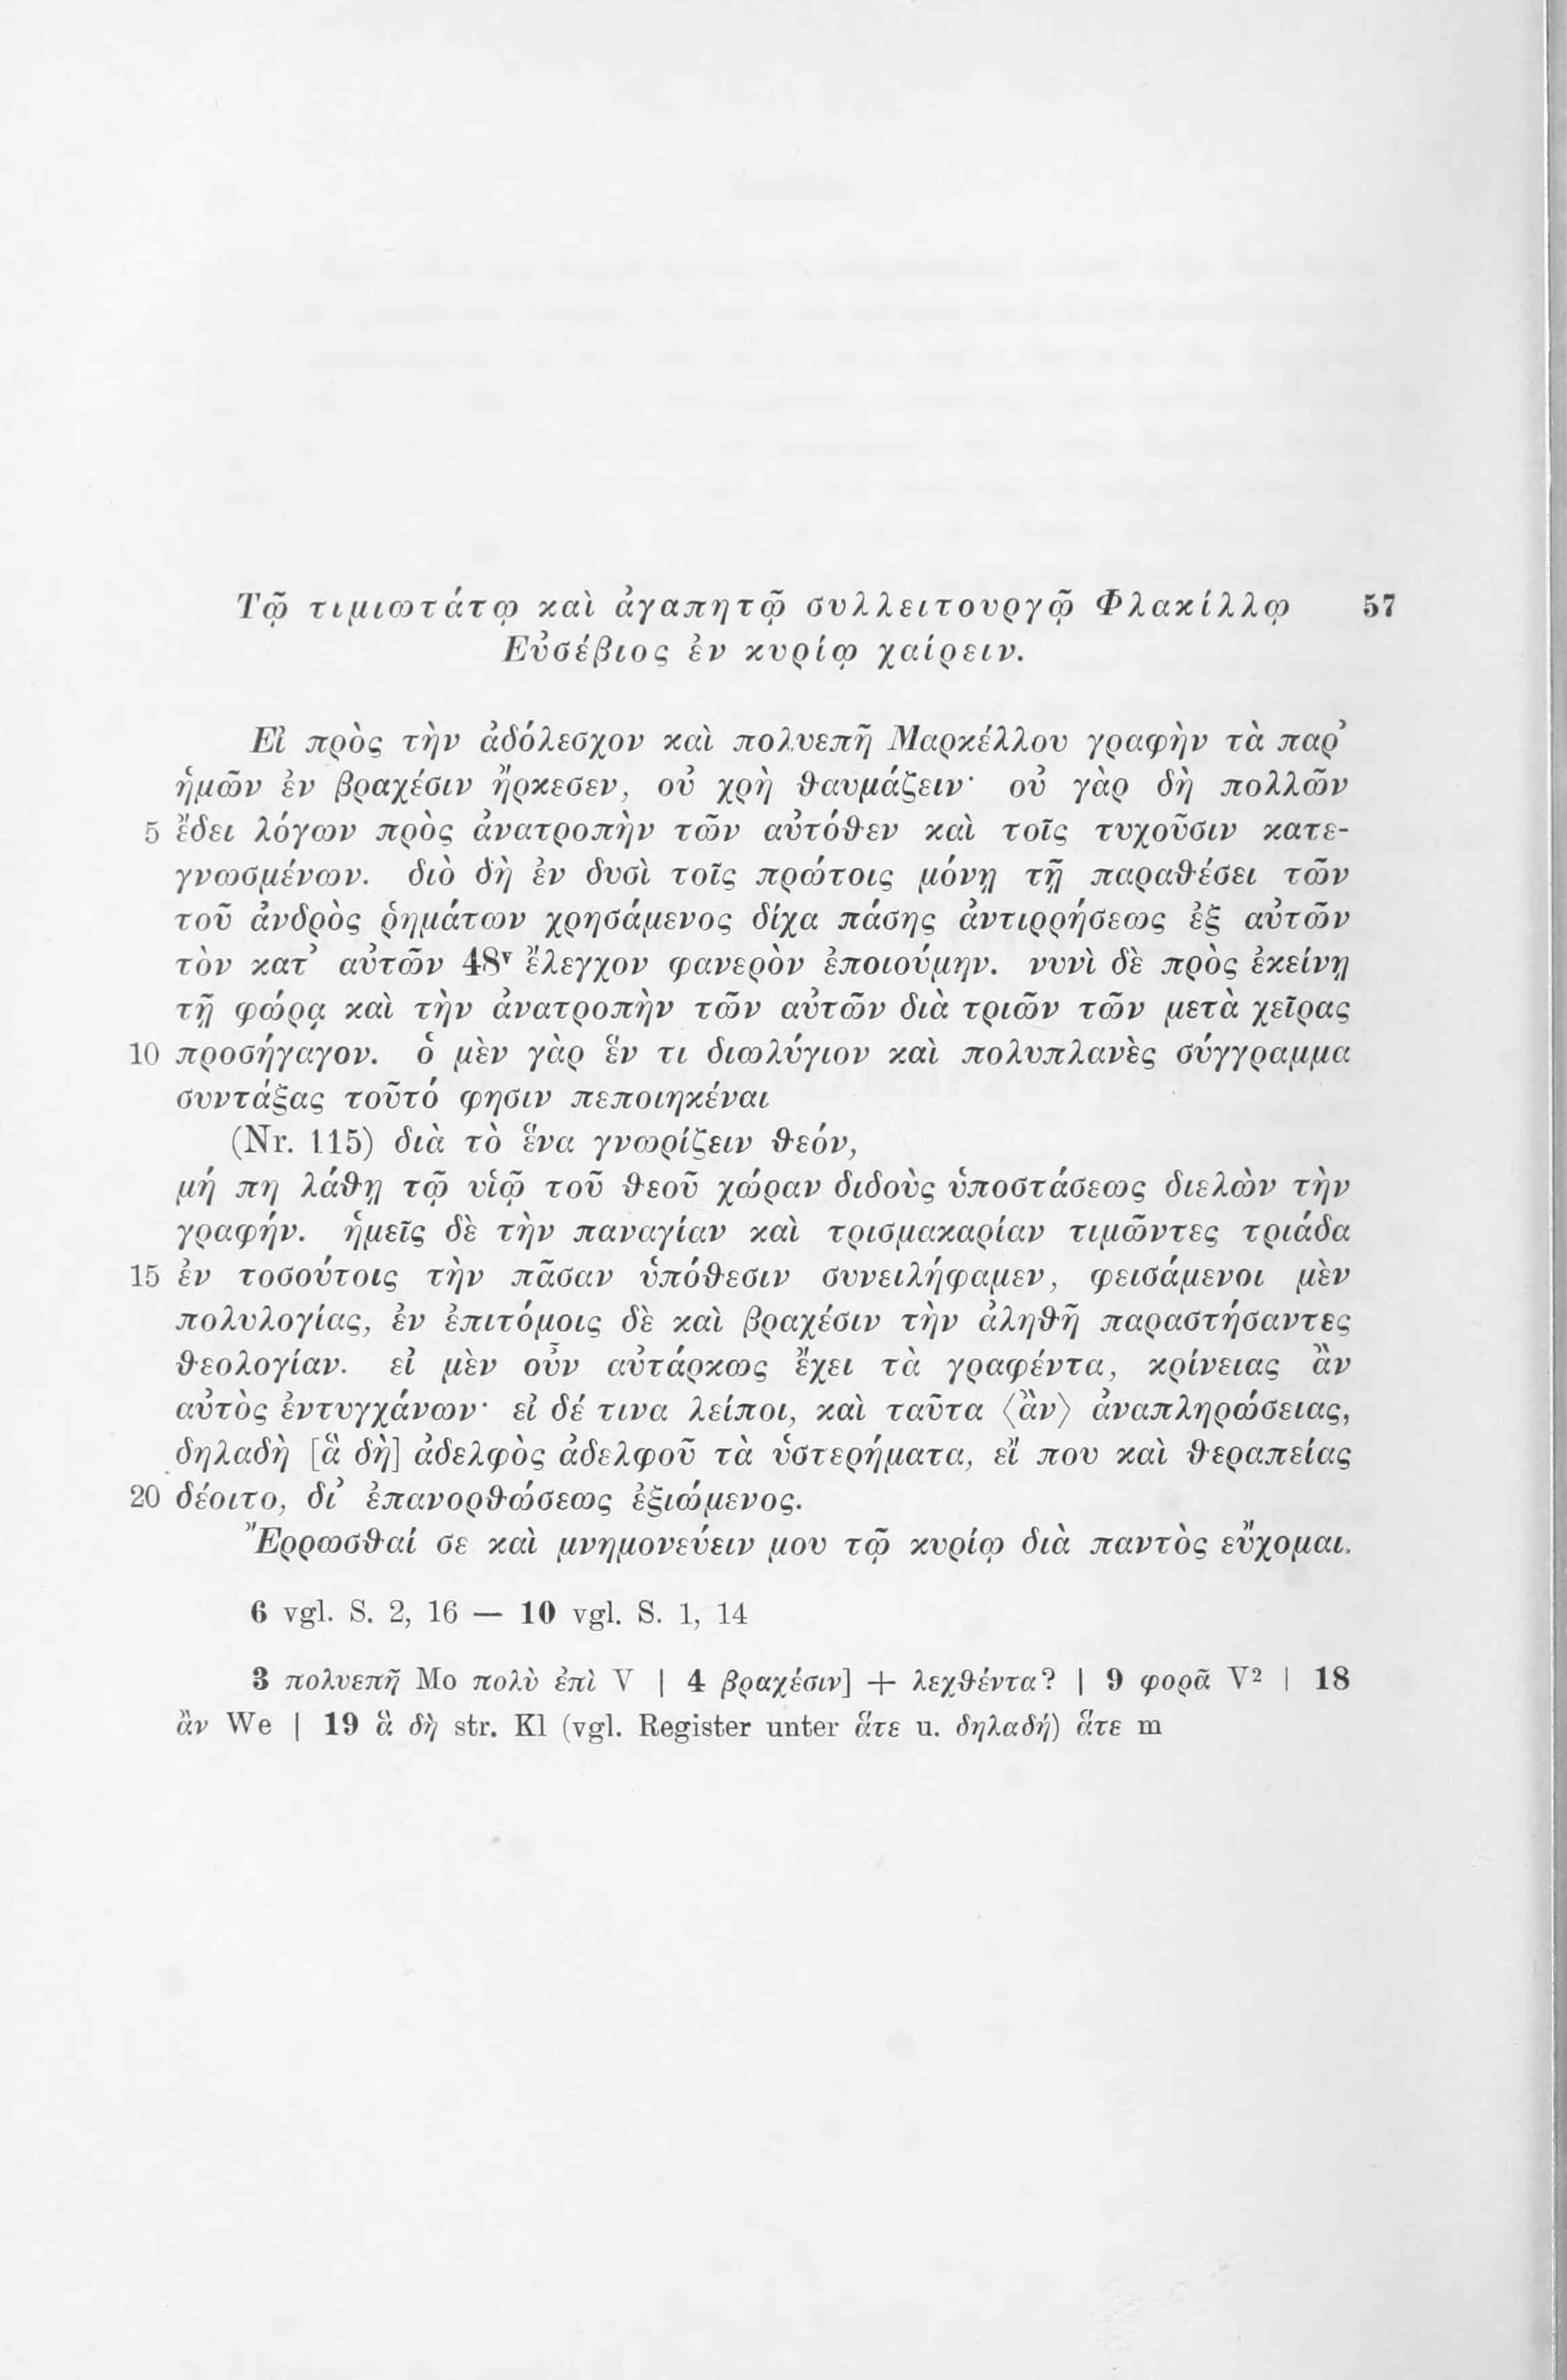 Τῷ τιμιωτάτῳ καὶ ἀγαπητῷ συλλειτουργῷ Φλακίλλῳ 57
Εὐσέβιος ἐν κυρίῳ χαίρειν.
Εἰ πρὸς τὴν ἀδόλεσχον καὶ πολυεπῆ Μαρκέλλου γραφὴν τὰ παρ᾽
ἡμῶν ἐν βραχέσιν ἤρκεσεν, οὐ χρὴ θαυμάζειν· οὐ γὰρ δὴ πολλῶν
5 ἔδει λόγων πρὸς ἀνατροπὴν τῶν αὐτόθεν καὶ τοῖς τυχοῦσιν κατε-
γνωσμένων. διὸ δὴ ἐν δυσὶ τοῖς πρώτοις μόνῃ τῇ παραθέσει τῶν
τοῦ ἀνδρὸς ῥημάτων χρησάμενος δίχα πάσης ἀντιρρήσεως ἐξ αὐτῶν
τὸν κατ᾽ αὐτῶν 48ᵛ ἔλεγχον φανερὸν ἐποιούμην. νυνὶ δὲ πρὸς ἐκείνῃ
τῇ φώρᾳ καὶ τὴν ἀνατροπὴν τῶν αὐτῶν διὰ τριῶν τῶν μετὰ χεῖρας
10 προσήγαγον. ὁ μὲν γὰρ ἕν τι διωλύγιον καὶ πολυπλανὲς σύγγραμμα
συντάξας τοῦτό φησιν πεποιηκέναι
(Nr. 115) διὰ τὸ ἕνα γνωρίζειν θεόν,
μή πη λάθῃ τῷ υἱῷ τοῦ θεοῦ χώραν διδοὺς ὑποστάσεως διελὼν τὴν
γραφήν. ἡμεῖς δὲ τὴν παναγίαν καὶ τρισμακαρίαν τιμῶντες τριάδα
15 ἐν τοσούτοις τὴν πᾶσαν ὑπόθεσιν συνειλήφαμεν, φεισάμενοι μὲν
πολυλογίας, ἐν ἐπιτόμοις δὲ καὶ βραχέσιν τὴν ἀληθῆ παραστήσαντες
θεολογίαν. εἰ μὲν οὖν αὐτάρκως ἔχει τὰ γραφέντα, κρίνειας ἂν
αὐτὸς ἐντυγχάνων· εἰ δέ τινα λείποι, καὶ ταῦτα ⟨ἂν⟩ ἀναπληρώσειας,
δηλαδὴ [ἃ δὴ] ἀδελφὸς ἀδελφοῦ τὰ ὑστερήματα, εἴ που καὶ θεραπείας
20 δέοιτο, δι᾽ ἐπανορθώσεως ἐξιώμενος.
Ἔρρωσθαί σε καὶ μνημονεύειν μου τῷ κυρίῳ διὰ παντὸς εὔχομαι.
6 vgl. S. 2, 16 — 10 vgl. S. 1, 14
3 πολυεπῆ Mo πολὺ ἐπὶ V | 4 βραχέσιν] + λεχθέντα? | 9 φορᾷ V2 | 18
ἂν We | 19 ἃ δὴ str. Kl (vgl. Register unter ἅτε u. δηλαδή) ἅτε m